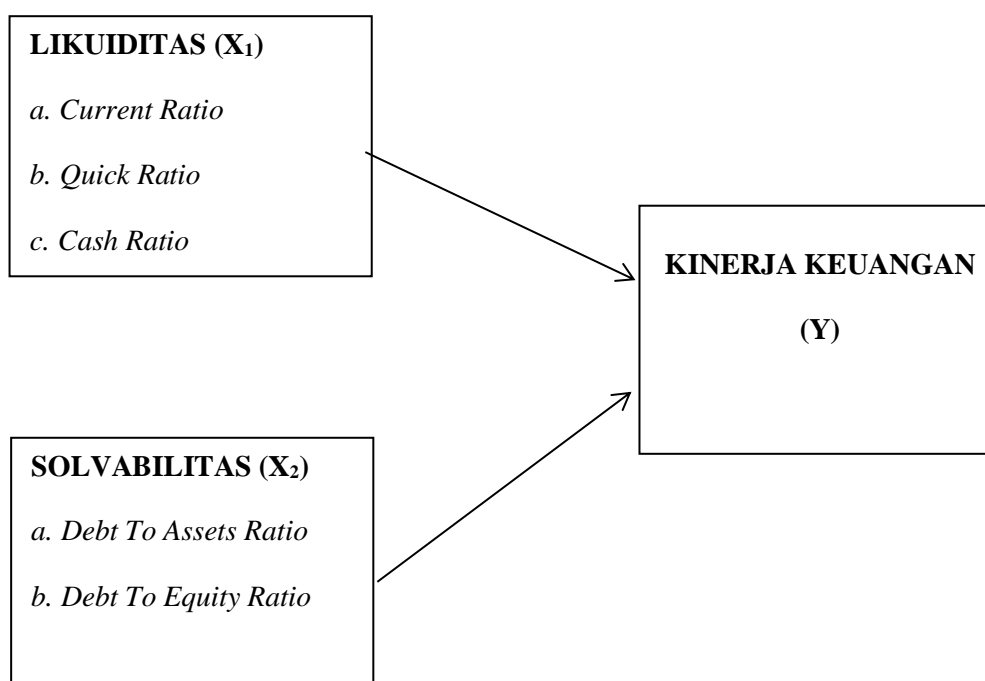 LIKUIDITAS (X₁)
a. Current Ratio
b. Quick Ratio
c. Cash Ratio
KINERJA KEUANGAN
(Y)
SOLVABILITAS (X₂)
a. Debt To Assets Ratio
b. Debt To Equity Ratio